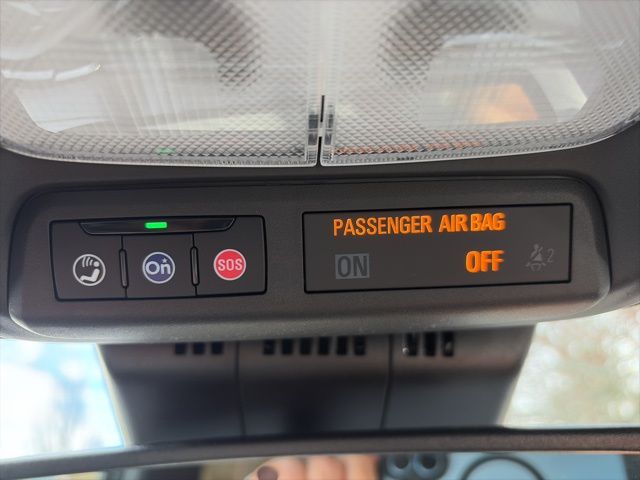 PASSENGER AIR BAG
ON OFF 2
On SOS